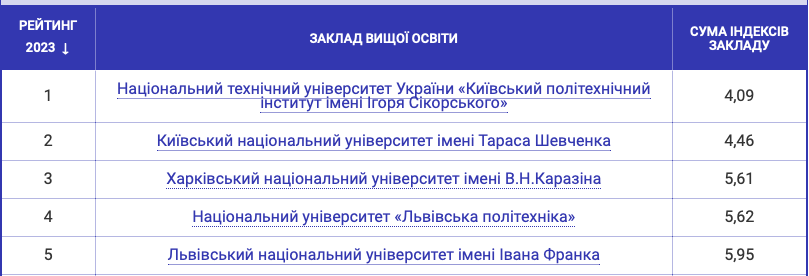 РЕЙТИНГ
2023 ↓
ЗАКЛАД ВИЩОЇ ОСВІТИ
СУМА ІНДЕКСІВ
ЗАКЛАДУ
1
Національний технічний університет України «Київський політехнічний
інститут імені Ігоря Сікорського»
4,09
2
Київський національний університет імені Тараса Шевченка
4,46
3
Харківський національний університет імені В.Н.Каразіна
5,61
4
Національний університет «Львівська політехніка»
5,62
5
Львівський національний університет імені Івана Франка
5,95